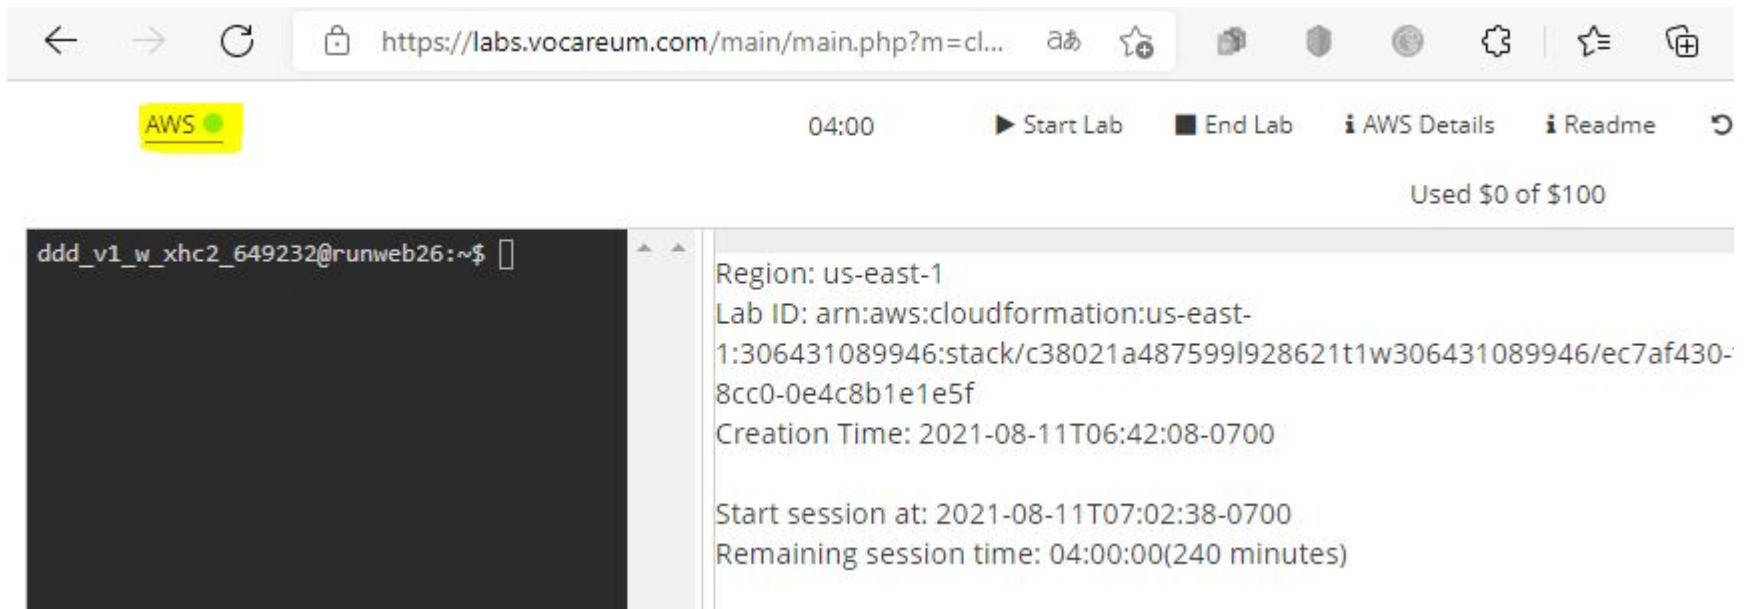 https://labs.vocareum.com/main/main.php?m=cl...
AWS
04:00
Start Lab
End Lab
AWS Details
Readme
Used $0 of $100
ddd_v1_w_xhc2_649232@runweb26:~$
Region: us-east-1
Lab ID: arn:aws:cloudformation:us-east-
1:306431089946:stack/c38021a487599l928621t1w306431089946/ec7af430-
8cc0-0e4c8b1e1e5f
Creation Time: 2021-08-11T06:42:08-0700
Start session at: 2021-08-11T07:02:38-0700
Remaining session time: 04:00:00(240 minutes)